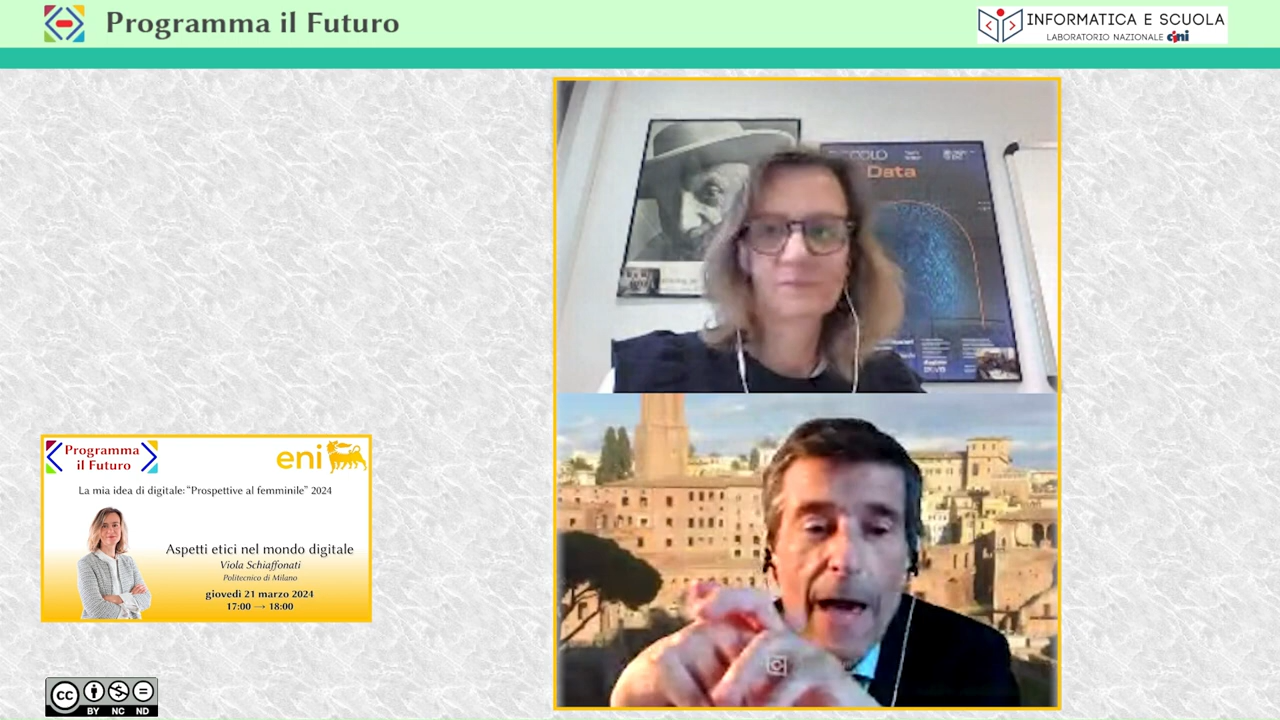 Programma il Futuro
INFORMATICA E SCUOLA
LABORATORIO NAZIONALE cini
Data
Programma
il Futuro
eni
La mia idea di digitale: "Prospettive al femminile" 2024
Aspetti etici nel mondo digitale
Viola Schiaffonati
Politecnico di Milano
giovedì 21 marzo 2024
17:00 → 18:00
cc
BY NC ND